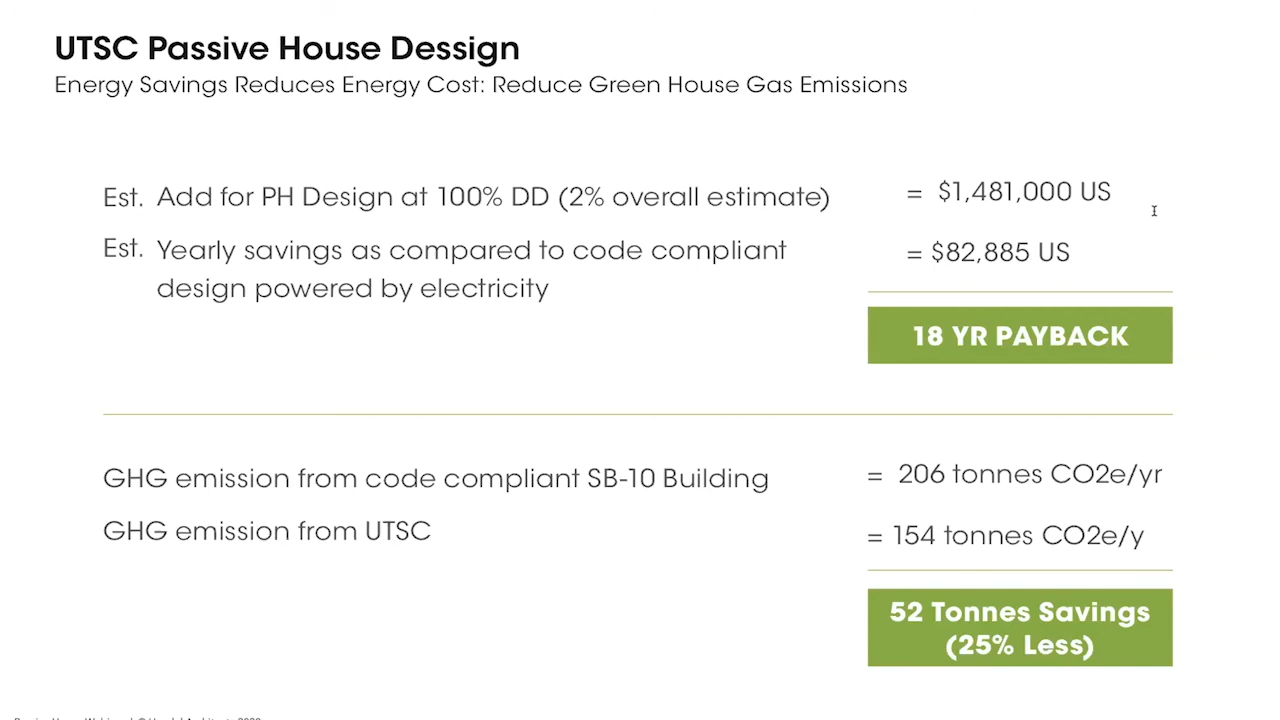 UTSC Passive House Dessign
Energy Savings Reduces Energy Cost: Reduce Green House Gas Emissions
Est. Add for PH Design at 100% DD (2% overall estimate) = $1,481,000 US
Est. Yearly savings as compared to code compliant = $82,885 US
design powered by electricity
18 YR PAYBACK
GHG emission from code compliant SB-10 Building = 206 tonnes CO2e/yr
GHG emission from UTSC = 154 tonnes CO2e/y
52 Tonnes Savings
(25% Less)